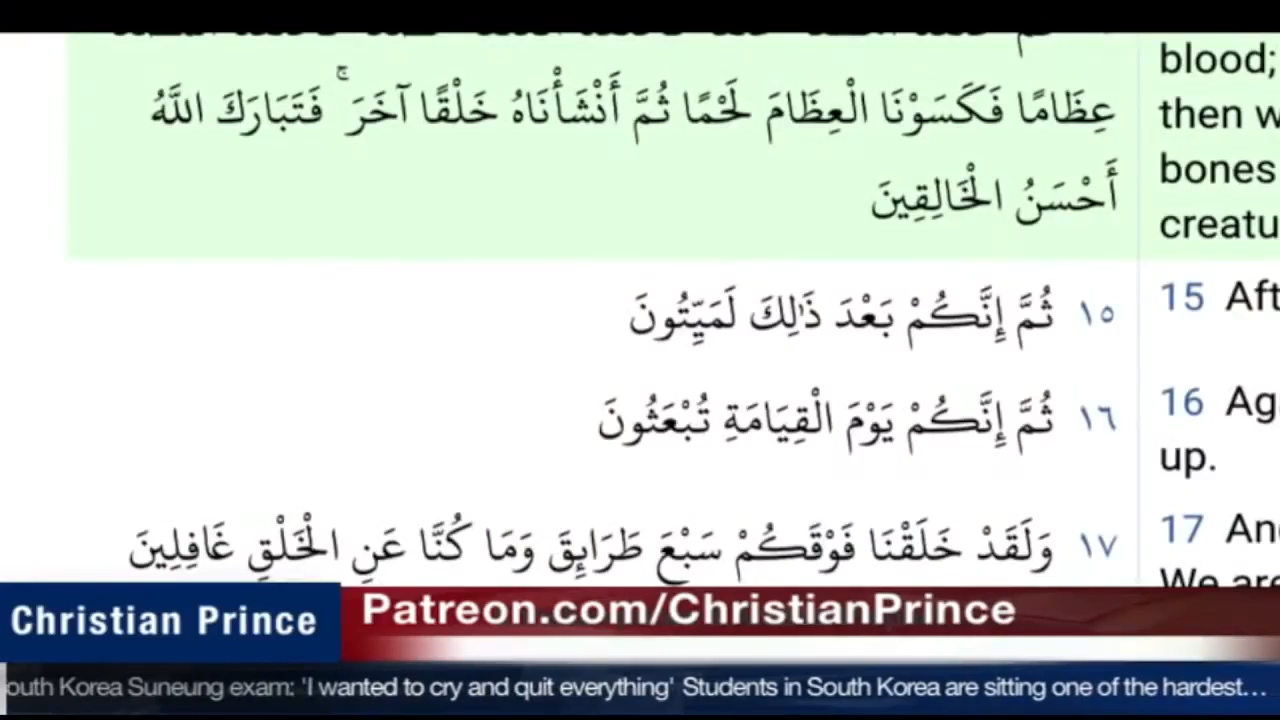 عِظَامًا فَكَسَوْنَا الْعِظَامَ لَحْمًا ثُمَّ أَنْشَأْنَاهُ خَلْقًا آخَرَ ۚ فَتَبَارَكَ اللَّهُ
أَحْسَنُ الْخَالِقِينَ
١٥ ثُمَّ إِنَّكُمْ بَعْدَ ذَٰلِكَ لَمَيِّتُونَ
١٦ ثُمَّ إِنَّكُمْ يَوْمَ الْقِيَامَةِ تُبْعَثُونَ
١٧ وَلَقَدْ خَلَقْنَا فَوْقَكُمْ سَبْعَ طَرَائِقَ وَمَا كُنَّا عَنِ الْخَلْقِ غَافِلِينَ
blood;
then w
bones
creatu
15 Aft
16 Ag
up.
17 An
We are
Christian Prince
Patreon.com/ChristianPrince
outh Korea Suneung exam: 'I wanted to cry and quit everything' Students in South Korea are sitting one of the hardest...